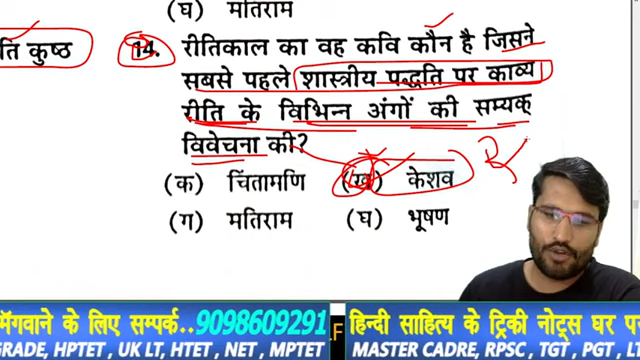 (घ) मतिराम
ति कुष्ठ
14. रीतिकाल का वह कवि कौन है जिसने
सबसे पहले शास्त्रीय पद्धति पर काव्य
रीति के विभिन्न अंगों की सम्यक्
विवेचना की?
(क) चिंतामणि (ख) केशव
(ग) मतिराम (घ) भूषण
मँगवाने के लिए सम्पर्क..9098609291 हिन्दी साहित्य के ट्रिकी नोट्स घर पर
GRADE, HPTET , UK LT, HTET , NET , MPTET MASTER CADRE, RPSC , TGT PGT ,